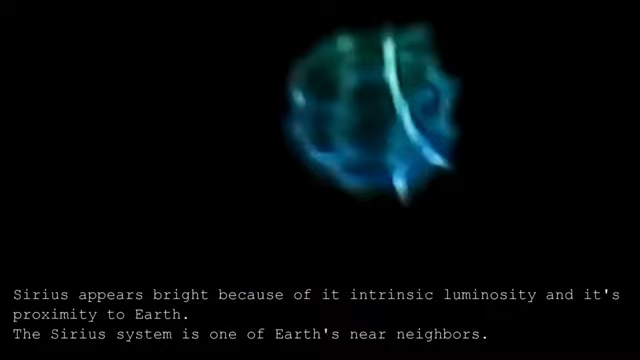 Sirius appears bright because of it intrinsic luminosity and it's
proximity to Earth.
The Sirius system is one of Earth's near neighbors.